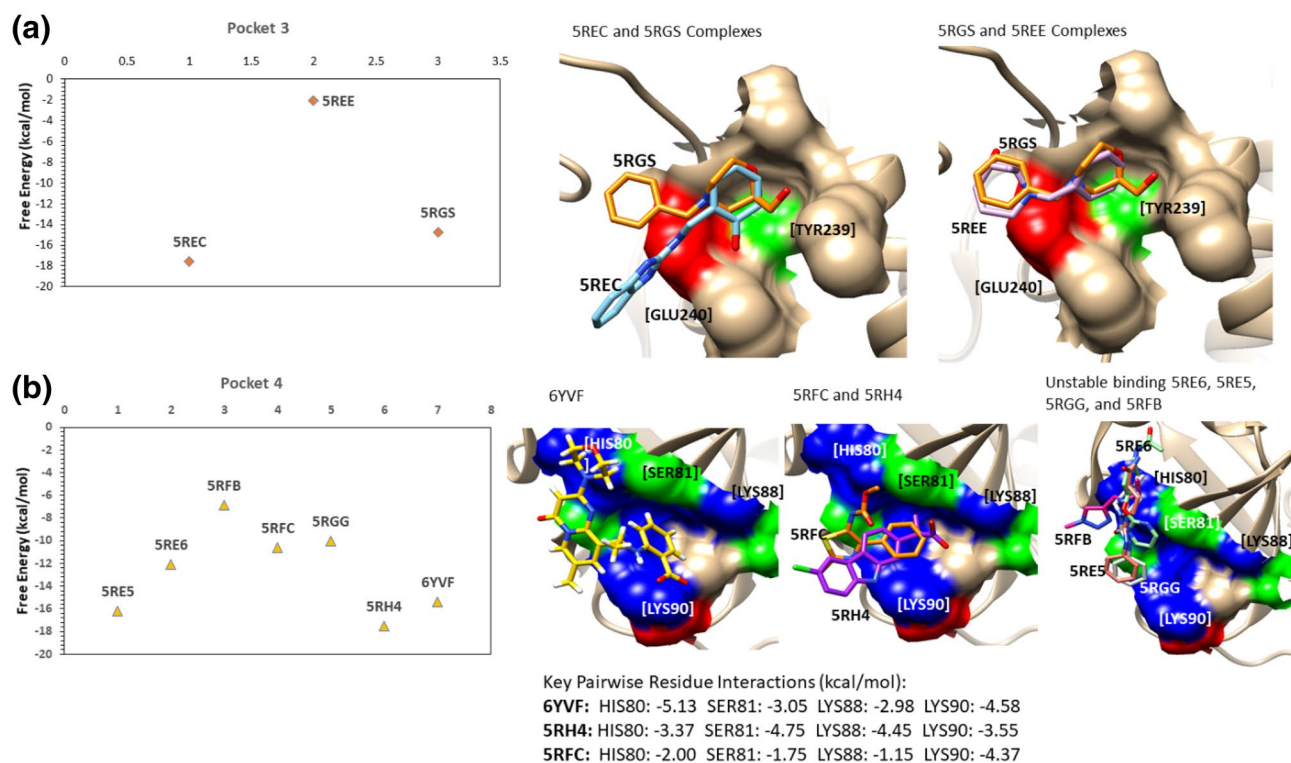 (a)
Pocket 3
0 0.5 1 1.5 2 2.5 3 3.5
0
-2
-4
-6
-8
-10
-12
-14
-16
-18
-20
Free Energy (kcal/mol)
5REE
5RGS
5REC
5REC and 5RGS Complexes
5RGS
[TYR239]
5REC
[GLU240]
5RGS and 5REE Complexes
5RGS
[TYR239]
5REE
[GLU240]
(b)
Pocket 4
0 1 2 3 4 5 6 7 8
0
-2
-4
-6
-8
-10
-12
-14
-16
-18
-20
Free Energy (kcal/mol)
5RFB
5RFC
5RGG
5RE6
5RE5
6YVF
5RH4
6YVF
[HIS80
]
[SER81]
[LYS88]
[LYS90]
5RFC and 5RH4
[HIS80]
[SER81]
[LYS88]
5RFC
[LYS90]
5RH4
Unstable binding 5RE6, 5RE5,
5RGG, and 5RFB
5RE6
[HIS80]
[SER81]
5RFB
[LYS88]
5RE5
5RGG
[LYS90]
Key Pairwise Residue Interactions (kcal/mol):
6YVF: HIS80: -5.13 SER81: -3.05 LYS88: -2.98 LYS90: -4.58
5RH4: HIS80: -3.37 SER81: -4.75 LYS88: -4.45 LYS90: -3.55
5RFC: HIS80: -2.00 SER81: -1.75 LYS88: -1.15 LYS90: -4.37